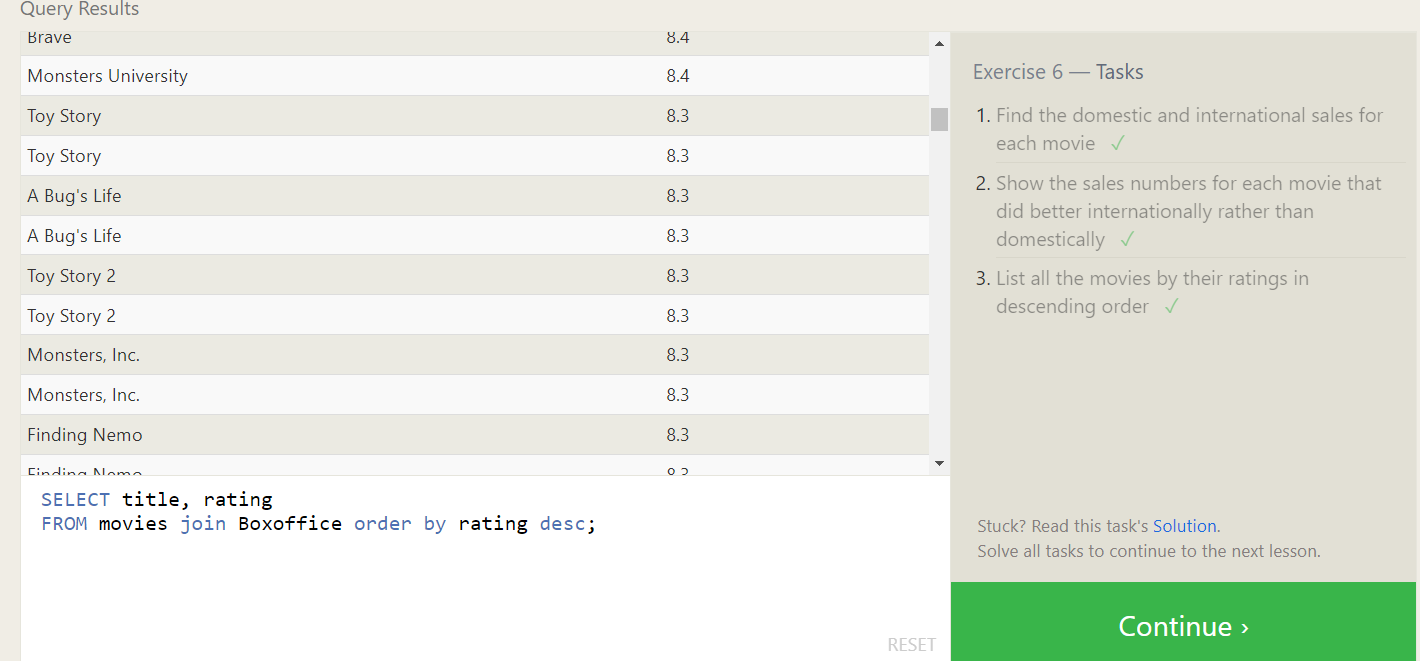 Query Results
Brave 8.4
Monsters University 8.4
Toy Story 8.3
Toy Story 8.3
A Bug's Life 8.3
A Bug's Life 8.3
Toy Story 2 8.3
Toy Story 2 8.3
Monsters, Inc. 8.3
Monsters, Inc. 8.3
Finding Nemo 8.3
Finding Nemo 8.3
SELECT title, rating
FROM movies join Boxoffice order by rating desc;
RESET
Exercise 6 — Tasks
1. Find the domestic and international sales for
each movie ✓
2. Show the sales numbers for each movie that
did better internationally rather than
domestically ✓
3. List all the movies by their ratings in
descending order ✓
Stuck? Read this task's Solution.
Solve all tasks to continue to the next lesson.
Continue ›